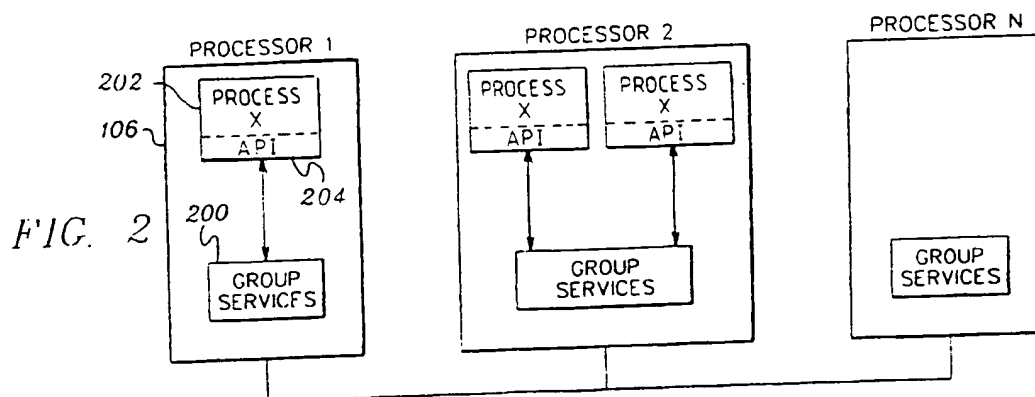 PROCESSOR 1
202
PROCESS
X
API
106
204
200
GROUP
SERVICES
PROCESSOR 2
PROCESS
X
API
PROCESS
X
API
GROUP
SERVICES
PROCESSOR N
GROUP
SERVICES
FIG. 2